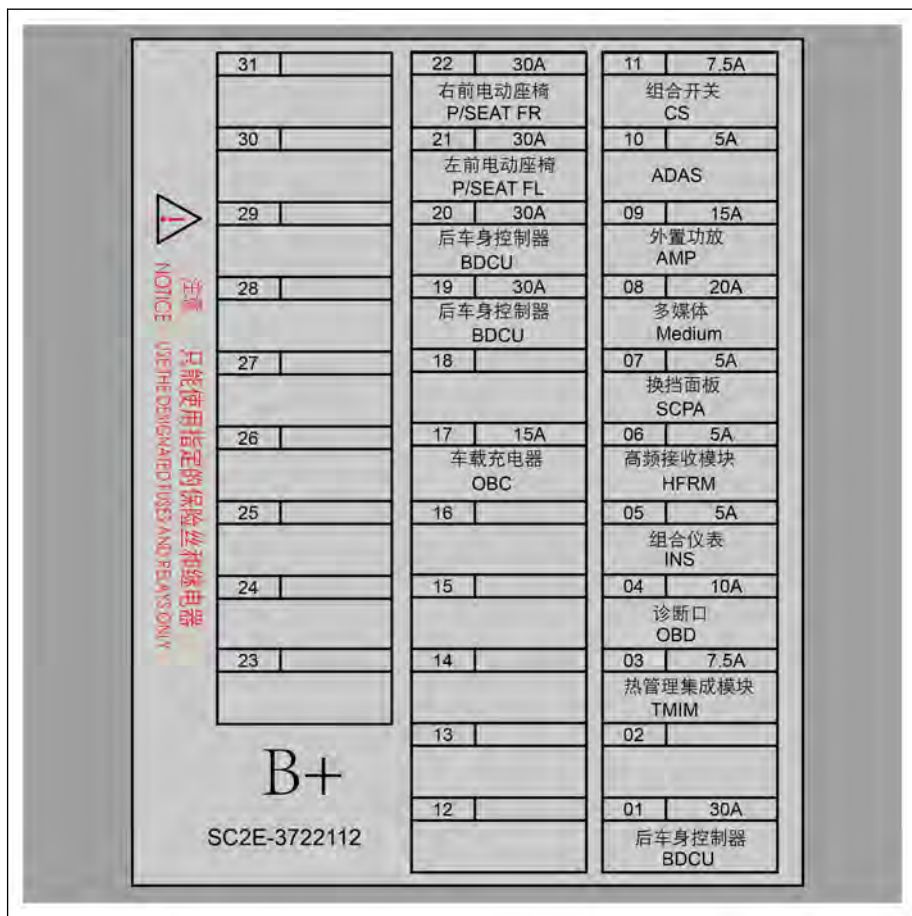 31
30
29
28
27
26
25
24
23
22 30A
右前电动座椅
P/SEAT FR
21 30A
左前电动座椅
P/SEAT FL
20 30A
后车身控制器
BDCU
19 30A
后车身控制器
BDCU
18
17 15A
车载充电器
OBC
16
15
14
13
12
11 7.5A
组合开关
CS
10 5A
ADAS
09 15A
外置功放
AMP
08 20A
多媒体
Medium
07 5A
换挡面板
SCPA
06 5A
高频接收模块
HFRM
05 5A
组合仪表
INS
04 10A
诊断口
OBD
03 7.5A
热管理集成模块
TMIM
02
01 30A
后车身控制器
BDCU
注意 只能使用指定的保险丝和继电器
NOTICE USE THE DESIGNATED FUSES AND RELAYS ONLY
B+
SC2E-3722112